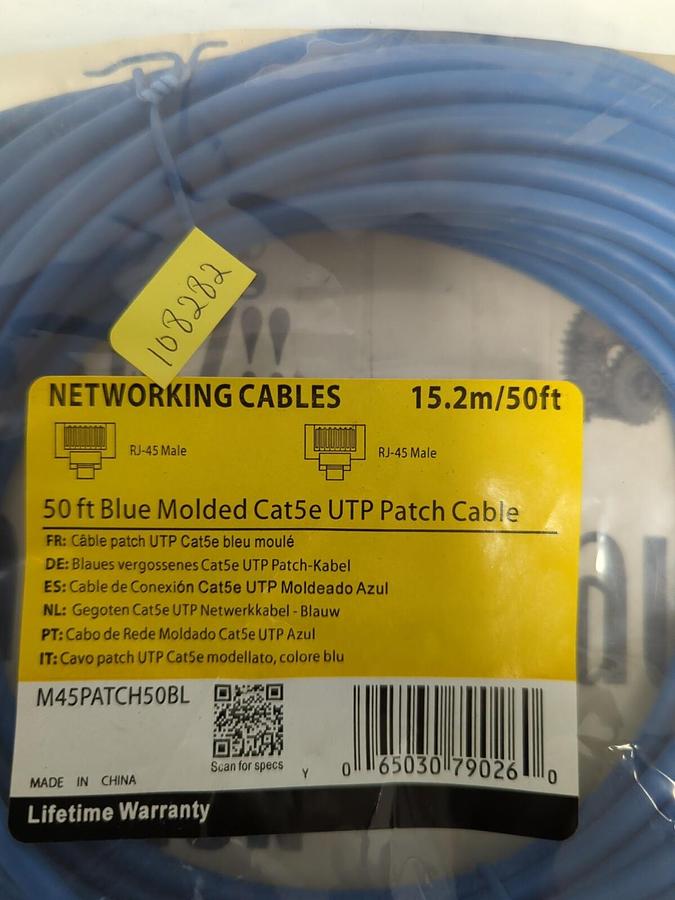 108282
NETWORKING CABLES 15.2m/50ft
RJ-45 Male RJ-45 Male
50 ft Blue Molded Cat5e UTP Patch Cable
FR: Câble patch UTP Cat5e bleu moulé
DE: Blaues vergossenes Cat5e UTP Patch-Kabel
ES: Cable de Conexión Cat5e UTP Moldeado Azul
NL: Gegoten Cat5e UTP Netwerkkabel - Blauw
PT: Cabo de Rede Moldado Cat5e UTP Azul
IT: Cavo patch UTP Cat5e modellato, colore blu
M45PATCH50BL
Scan for specs
MADE IN CHINA Y 0 65030 79026 0
Lifetime Warranty